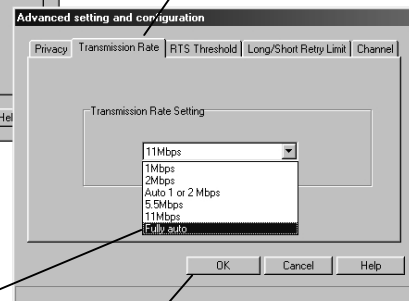 Advanced setting and configuration
Privacy Transmission Rate RTS Threshold Long/Short Retry Limit Channel
Hel
Transmission Rate Setting
11Mbps
1Mbps
2Mbps
Auto 1 or 2 Mbps
5.5Mbps
11Mbps
Fully auto
OK Cancel Help